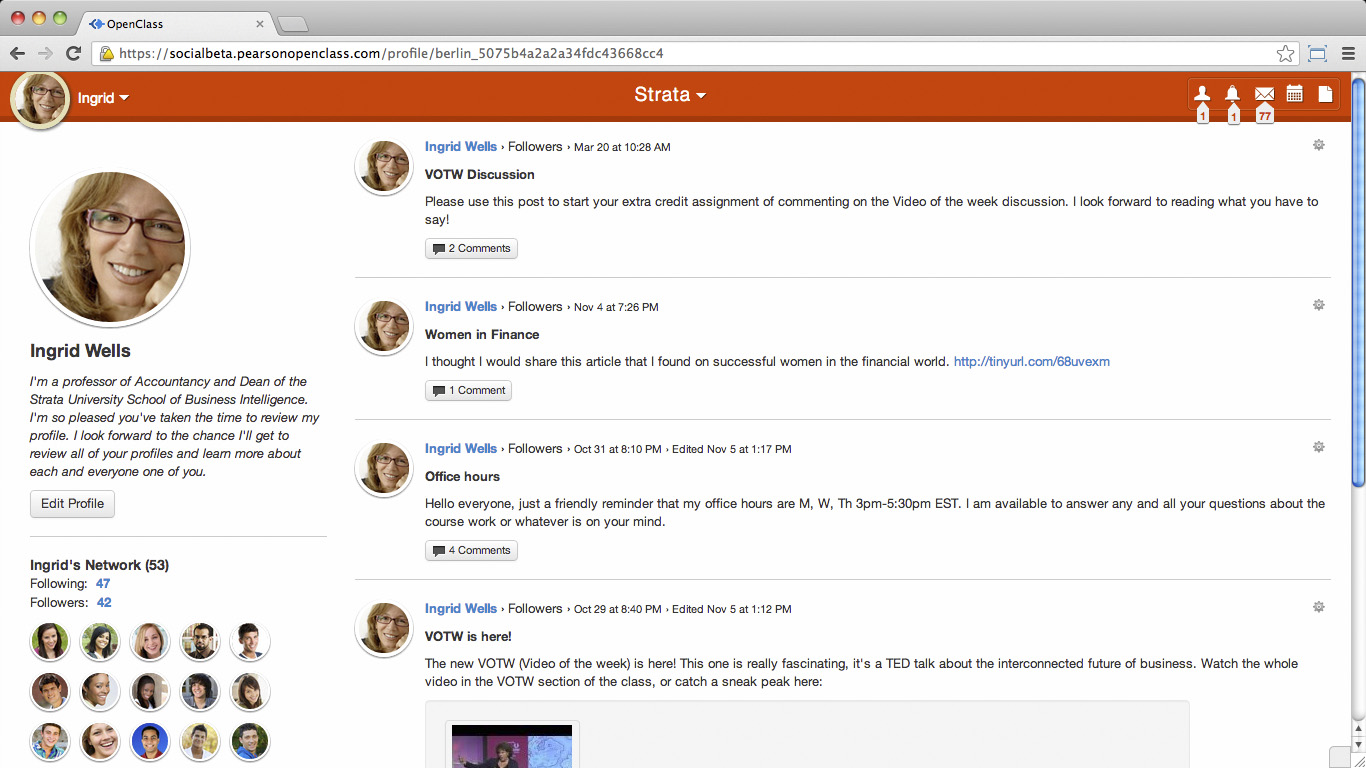 OpenClass
https://socialbeta.pearsonopenclass.com/profile/berlin_5075b4a2a2a34fdc43668cc4
Ingrid
Strata
1
1
77
Ingrid Wells
I'm a professor of Accountancy and Dean of the
Strata University School of Business Intelligence.
I'm so pleased you've taken the time to review my
profile. I look forward to the chance I'll get to
review all of your profiles and learn more about
each and everyone one of you.
Edit Profile
Ingrid's Network (53)
Following: 47
Followers: 42
Ingrid Wells › Followers › Mar 20 at 10:28 AM
VOTW Discussion
Please use this post to start your extra credit assignment of commenting on the Video of the week discussion. I look forward to reading what you have to
say!
2 Comments
Ingrid Wells › Followers › Nov 4 at 7:26 PM
Women in Finance
I thought I would share this article that I found on successful women in the financial world. http://tinyurl.com/68uvexm
1 Comment
Ingrid Wells › Followers › Oct 31 at 8:10 PM › Edited Nov 5 at 1:17 PM
Office hours
Hello everyone, just a friendly reminder that my office hours are M, W, Th 3pm-5:30pm EST. I am available to answer any and all your questions about the
course work or whatever is on your mind.
4 Comments
Ingrid Wells › Followers › Oct 29 at 8:40 PM › Edited Nov 5 at 1:12 PM
VOTW is here!
The new VOTW (Video of the week) is here! This one is really fascinating, it's a TED talk about the interconnected future of business. Watch the whole
video in the VOTW section of the class, or catch a sneak peak here: